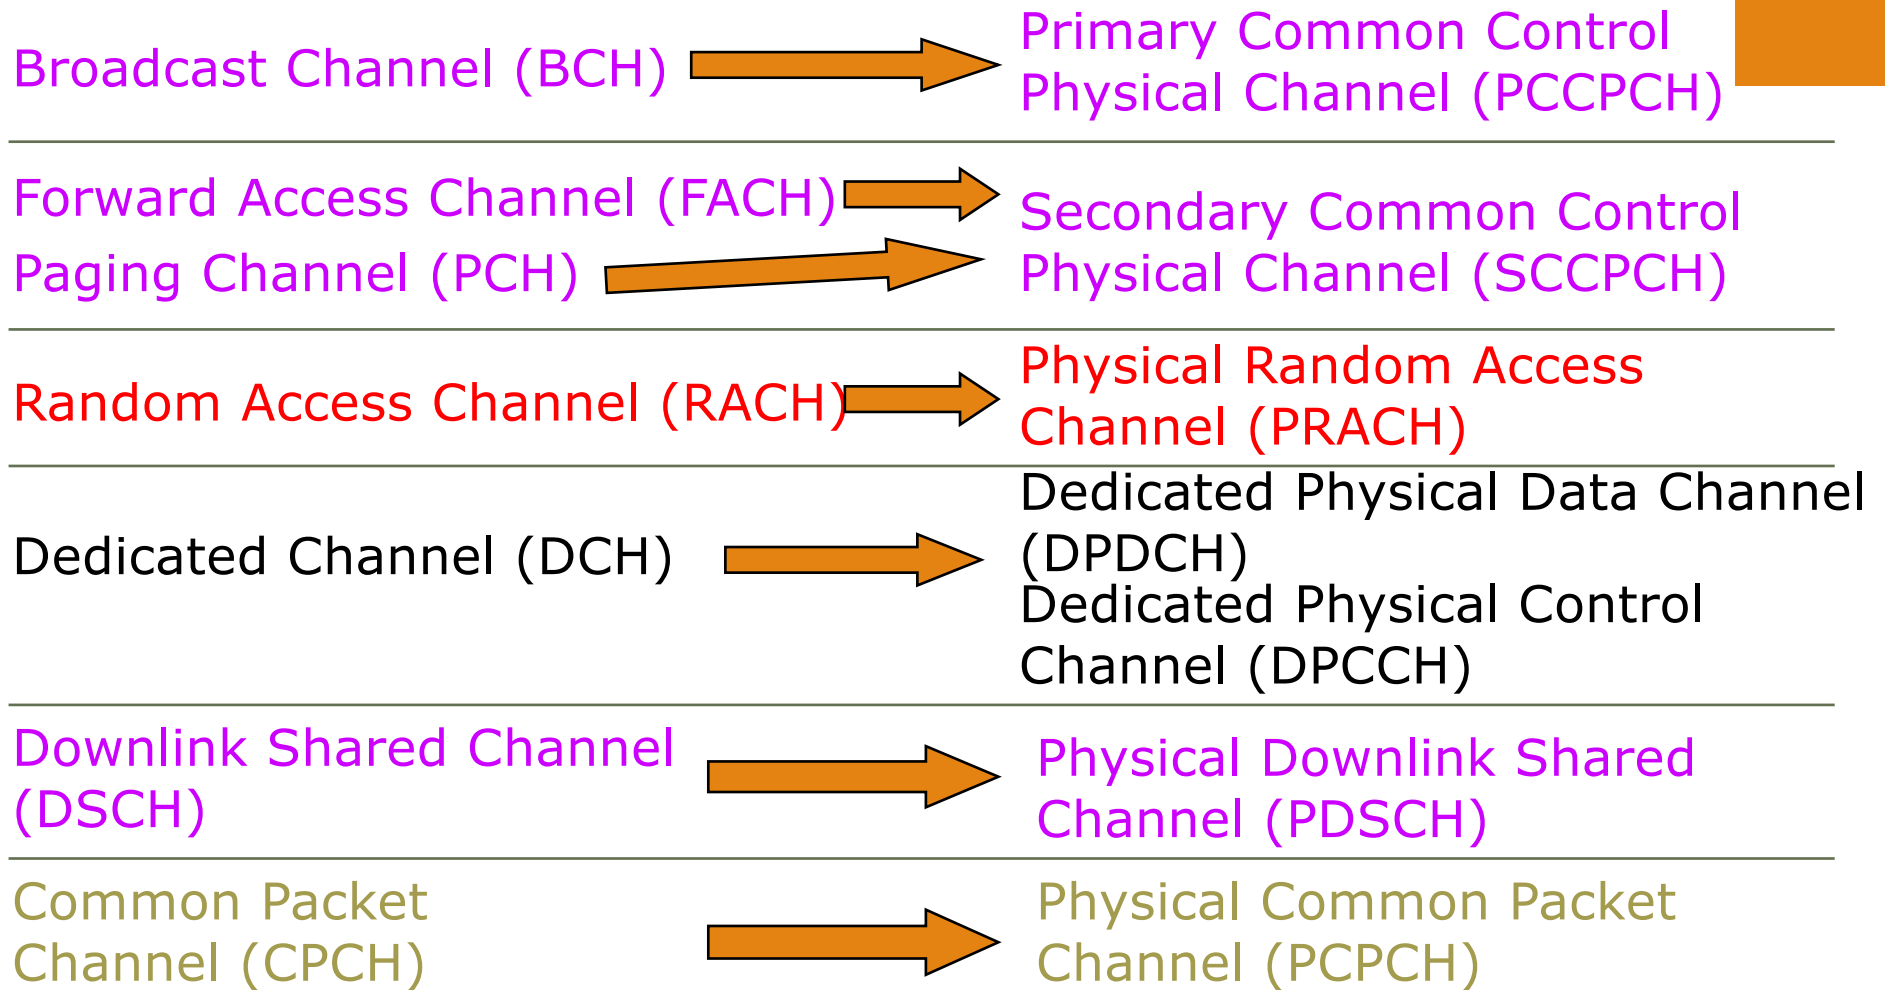 Broadcast Channel (BCH)
Primary Common Control
Physical Channel (PCCPCH)
Forward Access Channel (FACH)
Paging Channel (PCH)
Secondary Common Control
Physical Channel (SCCPCH)
Random Access Channel (RACH)
Physical Random Access
Channel (PRACH)
Dedicated Channel (DCH)
Dedicated Physical Data Channel
(DPDCH)
Dedicated Physical Control
Channel (DPCCH)
Downlink Shared Channel
(DSCH)
Physical Downlink Shared
Channel (PDSCH)
Common Packet
Channel (CPCH)
Physical Common Packet
Channel (PCPCH)